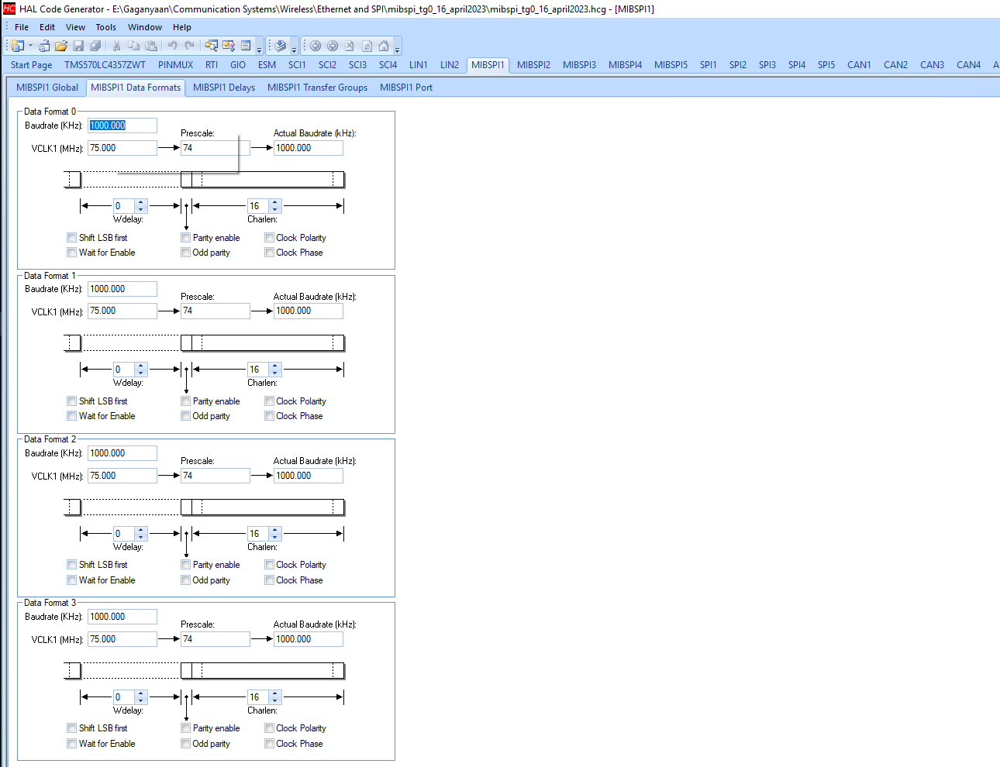 HC HAL Code Generator - E:\Gaganyaan\Communication Systems\Wireless\Ethernet and SPI\mibspi_tg0_16_april2023\mibspi_tg0_16_april2023.hcg - [MIBSPI1]
File Edit View Tools Window Help
Start Page TMS570LC4357ZWT PINMUX RTI GIO ESM SCI1 SCI2 SCI3 SCI4 LIN1 LIN2 MIBSPI1 MIBSPI2 MIBSPI3 MIBSPI4 MIBSPI5 SPI1 SPI2 SPI3 SPI4 SPI5 CAN1 CAN2 CAN3 CAN4 A
MIBSPI1 Global MIBSPI1 Data Formats MIBSPI1 Delays MIBSPI1 Transfer Groups MIBSPI1 Port
Data Format 0
Baudrate (KHz): 1000.000
Prescale: Actual Baudrate (kHz):
VCLK1 (MHz): 75.000 74 1000.000
0 16
Wdelay: Charlen:
Shift LSB first Parity enable Clock Polarity
Wait for Enable Odd parity Clock Phase
Data Format 1
Baudrate (KHz): 1000.000
Prescale: Actual Baudrate (kHz):
VCLK1 (MHz): 75.000 74 1000.000
0 16
Wdelay: Charlen:
Shift LSB first Parity enable Clock Polarity
Wait for Enable Odd parity Clock Phase
Data Format 2
Baudrate (KHz): 1000.000
Prescale: Actual Baudrate (kHz):
VCLK1 (MHz): 75.000 74 1000.000
0 16
Wdelay: Charlen:
Shift LSB first Parity enable Clock Polarity
Wait for Enable Odd parity Clock Phase
Data Format 3
Baudrate (KHz): 1000.000
Prescale: Actual Baudrate (kHz):
VCLK1 (MHz): 75.000 74 1000.000
0 16
Wdelay: Charlen:
Shift LSB first Parity enable Clock Polarity
Wait for Enable Odd parity Clock Phase